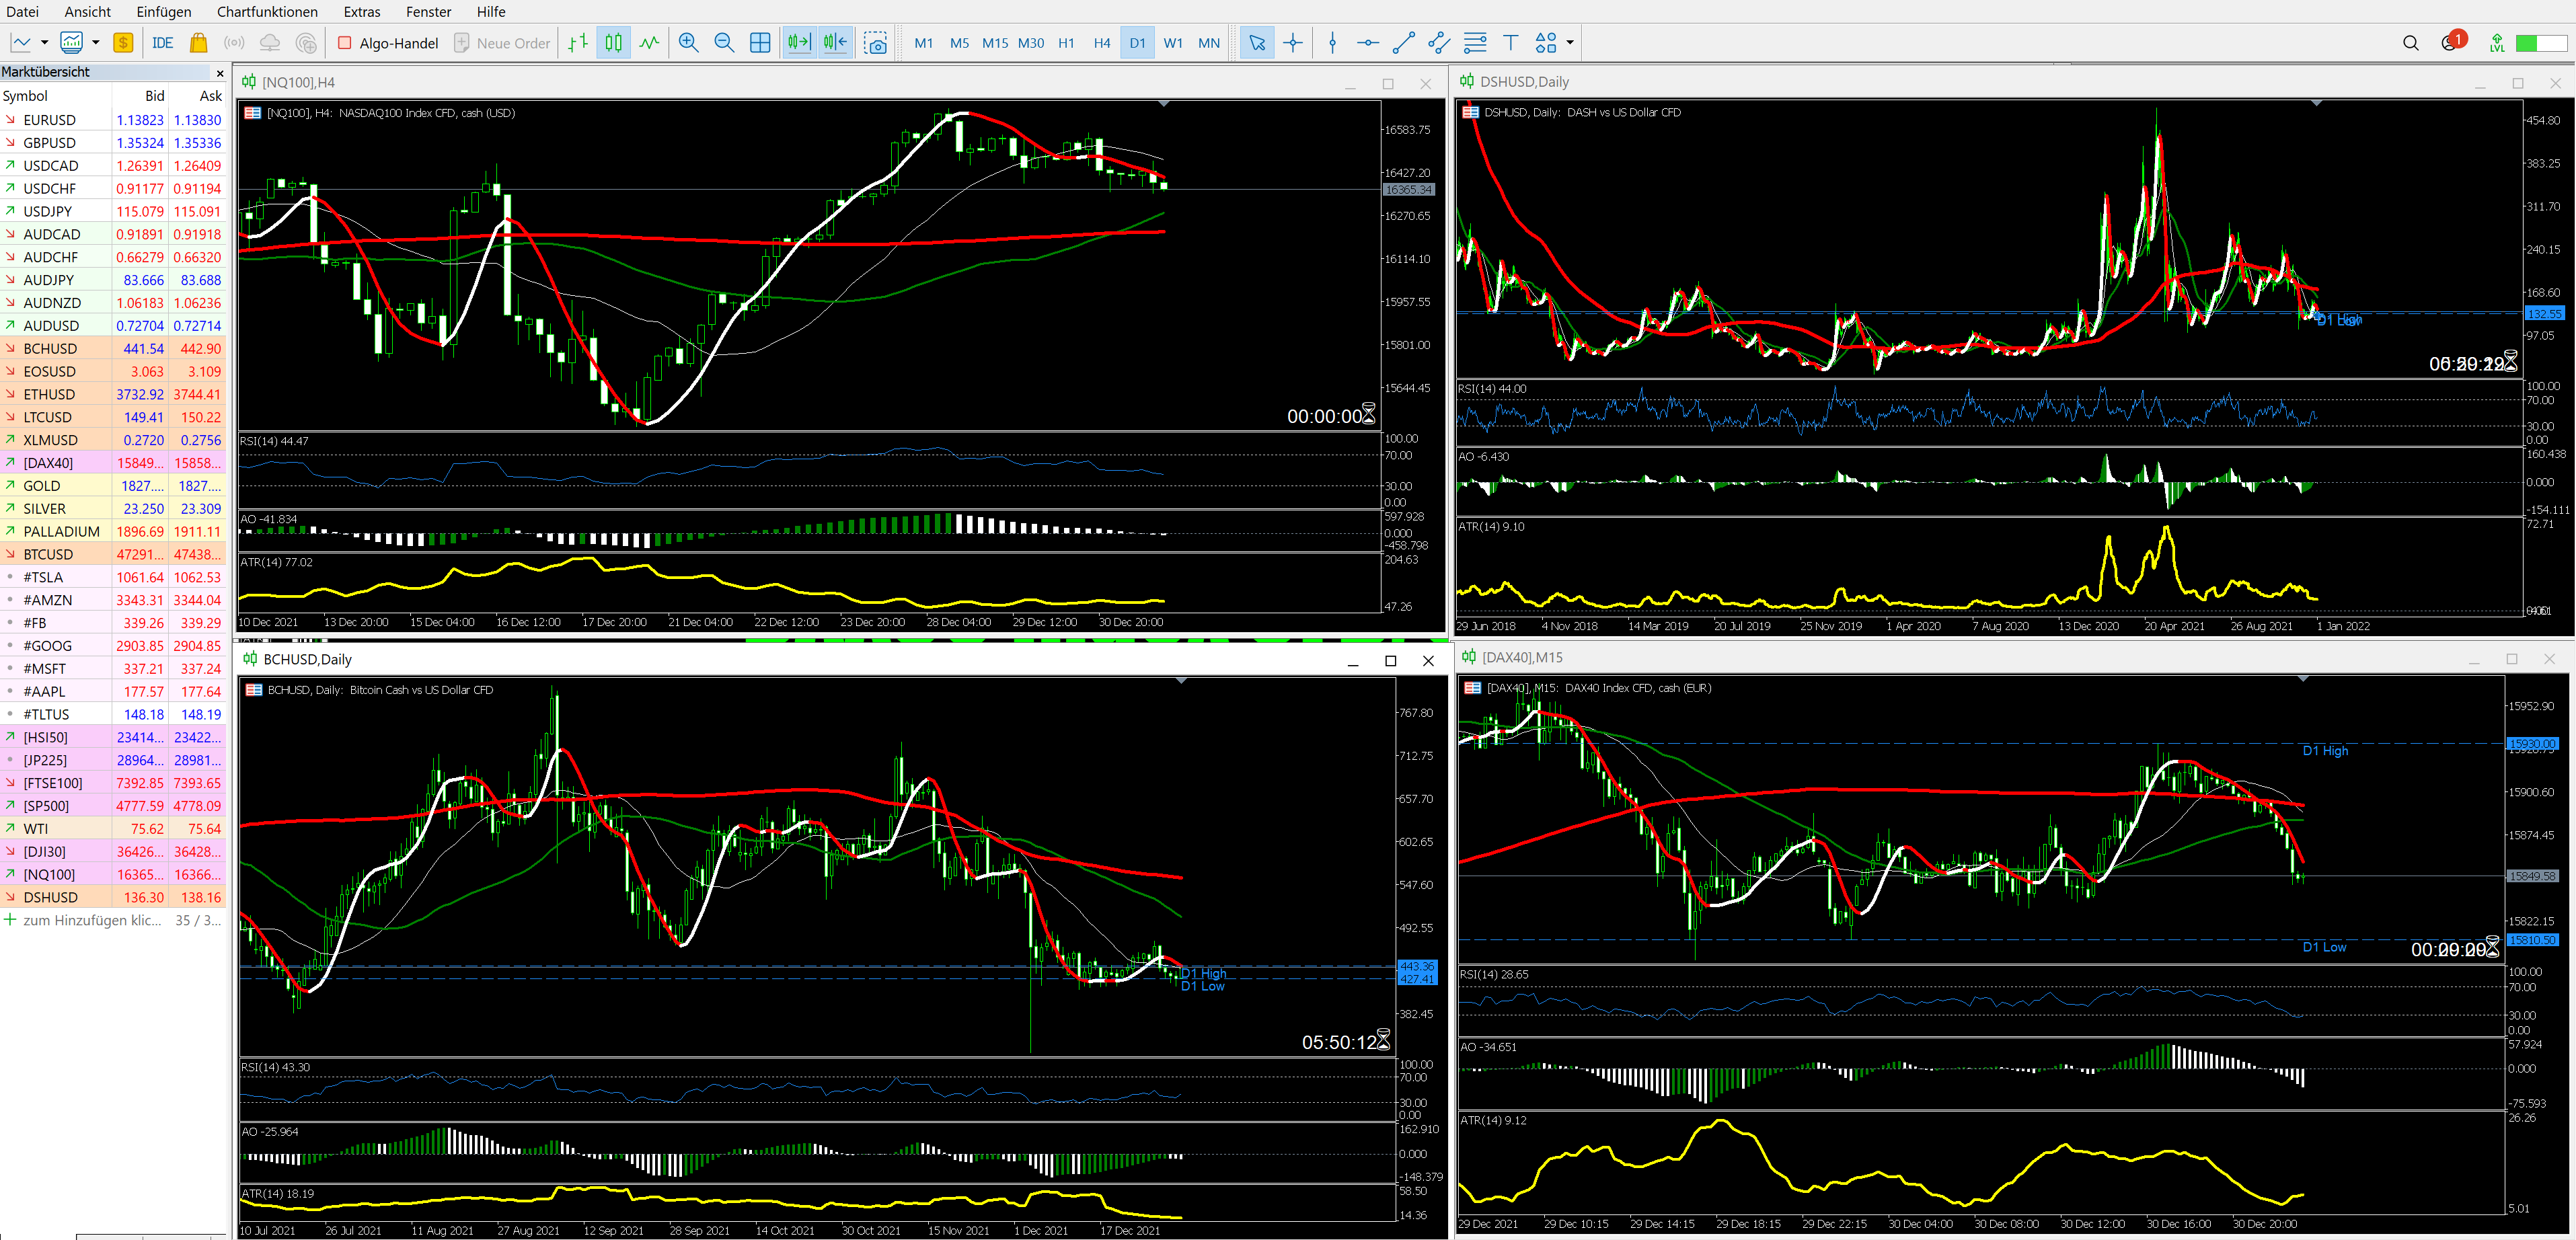 Datei Ansicht Einfügen Chartfunktionen Extras Fenster Hilfe
IDE Algo-Handel Neue Order M1 M5 M15 M30 H1 H4 D1 W1 MN 1 LVL
Marktübersicht
Symbol Bid Ask
EURUSD 1.13823 1.13830
GBPUSD 1.35324 1.35336
USDCAD 1.26391 1.26409
USDCHF 0.91177 0.91194
USDJPY 115.079 115.091
AUDCAD 0.91891 0.91918
AUDCHF 0.66279 0.66320
AUDJPY 83.666 83.688
AUDNZD 1.06183 1.06236
AUDUSD 0.72704 0.72714
BCHUSD 441.54 442.90
EOSUSD 3.063 3.109
ETHUSD 3732.92 3744.41
LTCUSD 149.41 150.22
XLMUSD 0.2720 0.2756
[DAX40] 15849... 15858...
GOLD 1827.... 1827....
SILVER 23.250 23.309
PALLADIUM 1896.69 1911.11
BTCUSD 47291... 47438...
#TSLA 1061.64 1062.53
#AMZN 3343.31 3344.04
#FB 339.26 339.29
#GOOG 2903.85 2904.85
#MSFT 337.21 337.24
#AAPL 177.57 177.64
#TLTUS 148.18 148.19
[HSI50] 23414... 23422...
[JP225] 28964... 28981...
[FTSE100] 7392.85 7393.65
[SP500] 4777.59 4778.09
WTI 75.62 75.64
[DJI30] 36426... 36428...
[NQ100] 16365... 16366...
DSHUSD 136.30 138.16
zum Hinzufügen klic... 35 / 3...
[NQ100],H4
[NQ100], H4: NASDAQ100 Index CFD, cash (USD)
16583.75
16427.20
16365.34
16270.65
16114.10
15957.55
15801.00
15644.45
00:00:00
RSI(14) 44.47
100.00
70.00
30.00
0.00
AO -41.834
597.928
0.000
-458.798
ATR(14) 77.02
204.63
47.26
10 Dec 2021 13 Dec 20:00 15 Dec 04:00 16 Dec 12:00 17 Dec 20:00 21 Dec 04:00 22 Dec 12:00 23 Dec 20:00 28 Dec 04:00 29 Dec 12:00 30 Dec 20:00
DSHUSD,Daily
DSHUSD, Daily: DASH vs US Dollar CFD
454.80
383.25
311.70
240.15
168.60
132.55
97.05
D1 High
D1 Low
RSI(14) 44.00
100.00
70.00
30.00
0.00
AO -6.430
160.438
0.000
-154.111
ATR(14) 9.10
72.71
29 Jun 2018 4 Nov 2018 14 Mar 2019 20 Jul 2019 25 Nov 2019 1 Apr 2020 7 Aug 2020 13 Dec 2020 20 Apr 2021 26 Aug 2021 1 Jan 2022
BCHUSD,Daily
BCHUSD, Daily: Bitcoin Cash vs US Dollar CFD
767.80
712.75
657.70
602.65
547.60
492.55
443.36
427.41
382.45
D1 High
D1 Low
05:50:12
RSI(14) 43.30
100.00
70.00
30.00
0.00
AO -25.964
162.910
0.000
-148.379
ATR(14) 18.19
58.50
14.36
10 Jul 2021 26 Jul 2021 11 Aug 2021 27 Aug 2021 12 Sep 2021 28 Sep 2021 14 Oct 2021 30 Oct 2021 15 Nov 2021 1 Dec 2021 17 Dec 2021
[DAX40],M15
[DAX40], M15: DAX40 Index CFD, cash (EUR)
15952.90
15930.00
D1 High
15900.60
15874.45
15849.58
15822.15
15810.50
D1 Low
RSI(14) 28.65
100.00
70.00
30.00
0.00
AO -34.651
57.924
0.000
-75.593
ATR(14) 9.12
26.26
5.01
29 Dec 2021 29 Dec 10:15 29 Dec 14:15 29 Dec 18:15 29 Dec 22:15 30 Dec 04:00 30 Dec 08:00 30 Dec 12:00 30 Dec 16:00 30 Dec 20:00